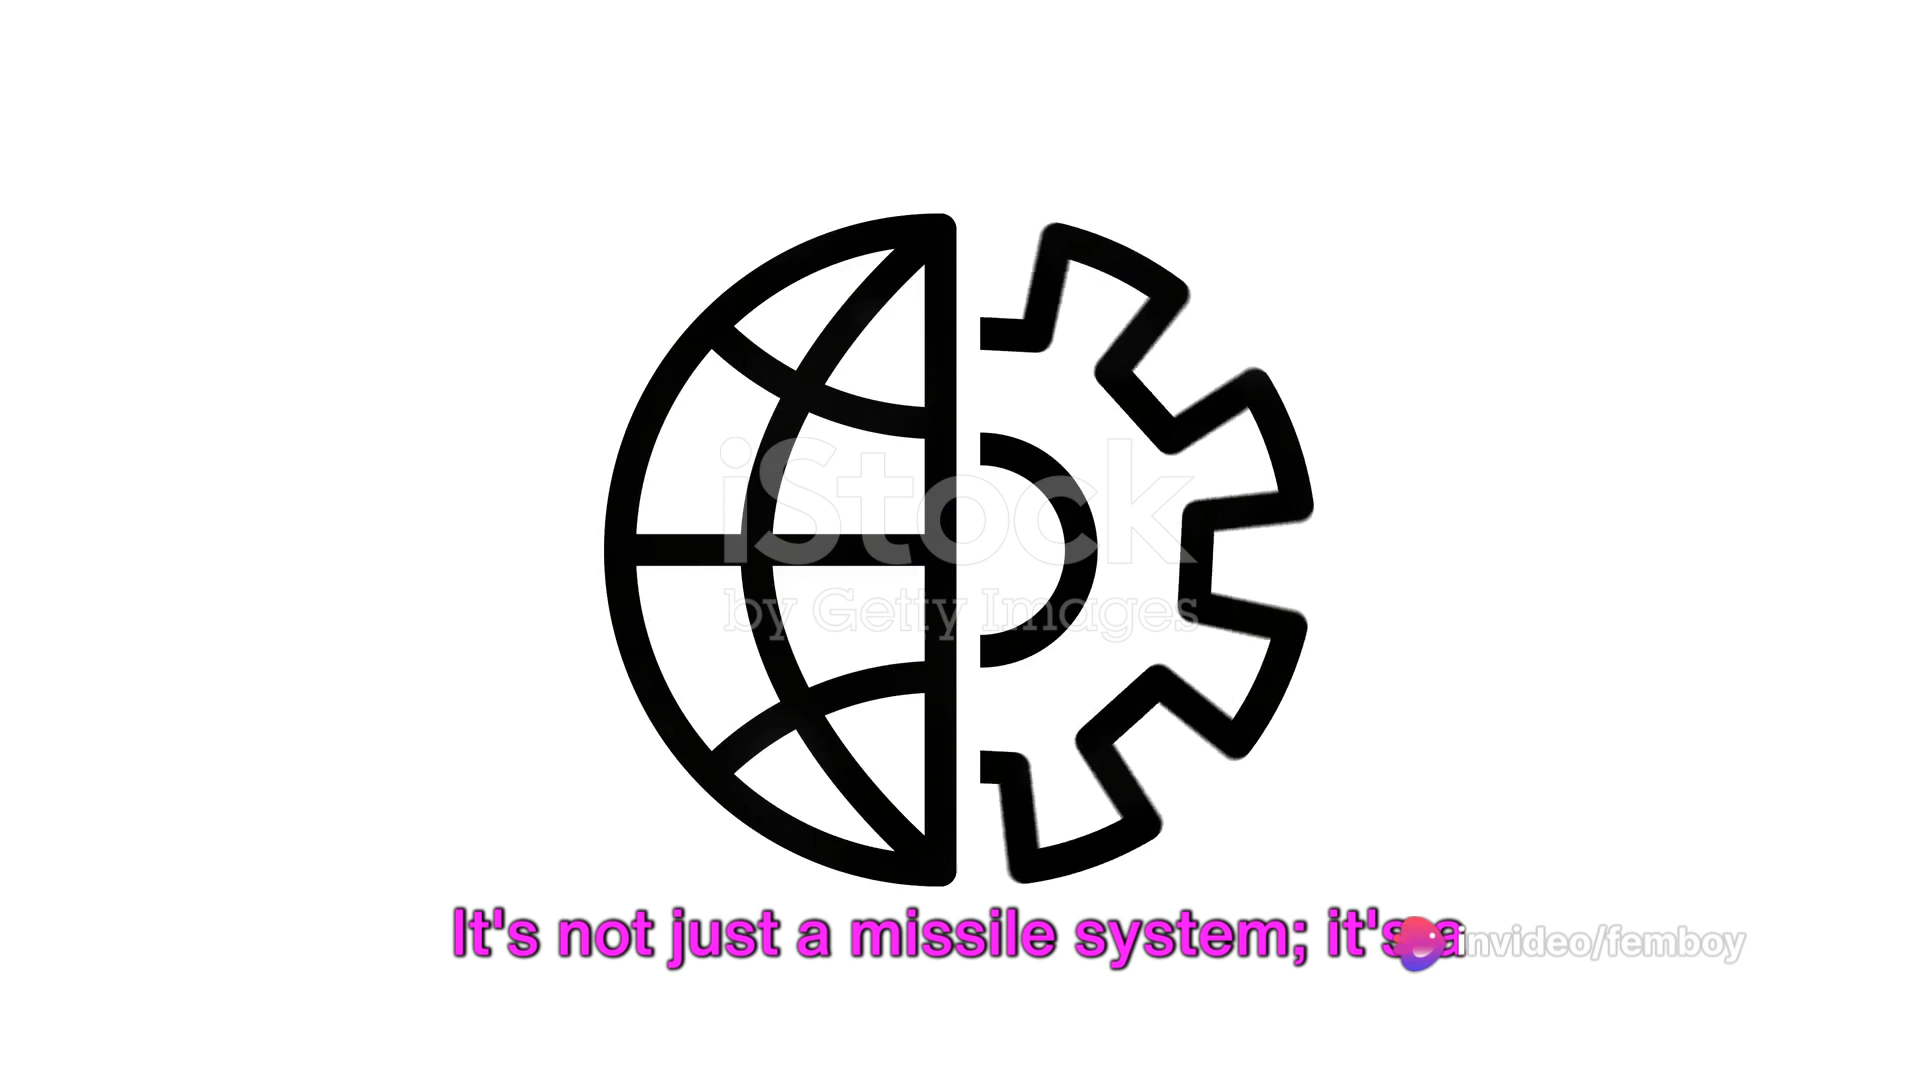 iStock
by Getty Images
It's not just a missile system; it's a
invideo/femboy